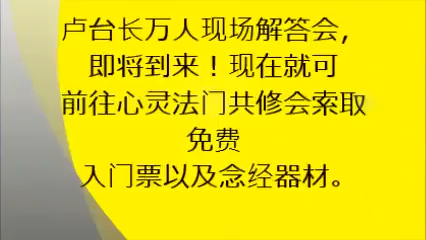 卢台长万人现场解答会，
即将到来！现在就可
前往心灵法门共修会索取
免费
入门票以及念经器材。